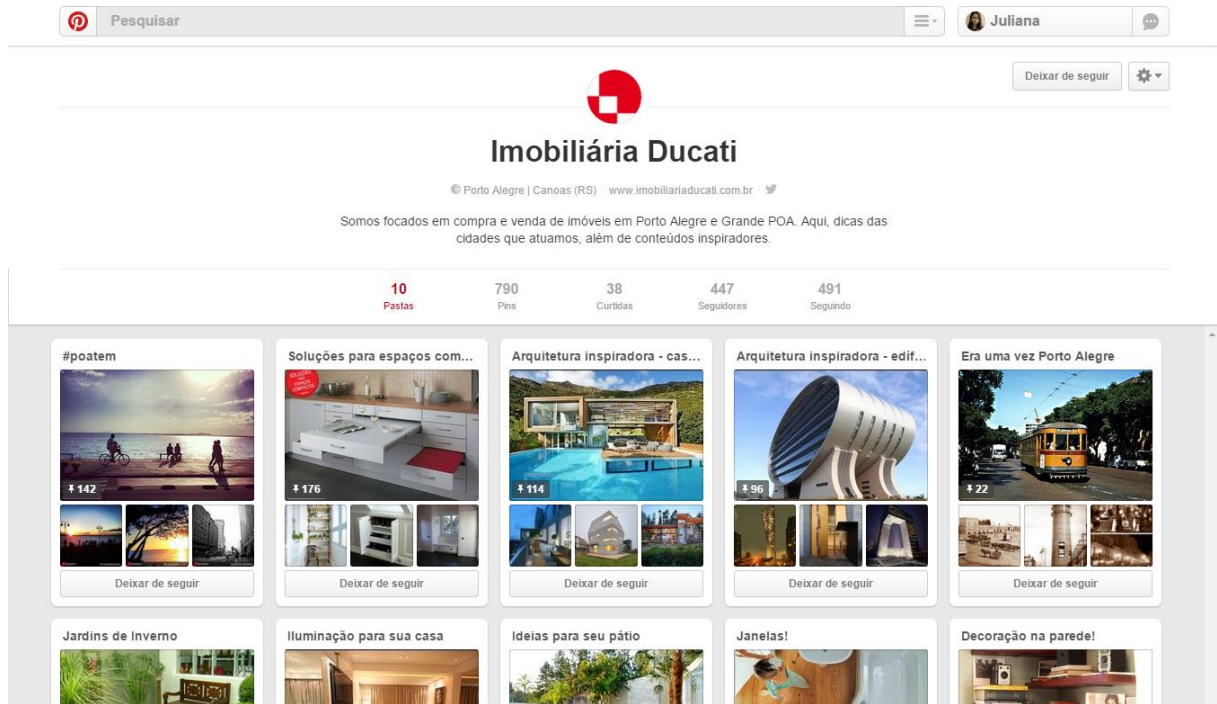 Pesquisar
Juliana
Deixar de seguir
Imobiliária Ducati
Porto Alegre | Canoas (RS) · www.imobiliariaducati.com.br ·
Somos focados em compra e venda de imóveis em Porto Alegre e Grande POA. Aqui, dicas das
cidades que atuamos, além de conteúdos inspiradores.
10 790 38 447 491
Pastas Pins Curtidas Seguidores Seguindo
#poatem
Soluções para espaços com...
Arquitetura inspiradora - cas...
Arquitetura inspiradora - edíf...
Era uma vez Porto Alegre
SOLUÇÕES
PARA
ESPAÇOS
COMPACTOS
142
176
114
96
22
Deixar de seguir
Deixar de seguir
Deixar de seguir
Deixar de seguir
Deixar de seguir
Jardins de Inverno
Iluminação para sua casa
Ideias para seu pátio
Janelas!
Decoração na parede!